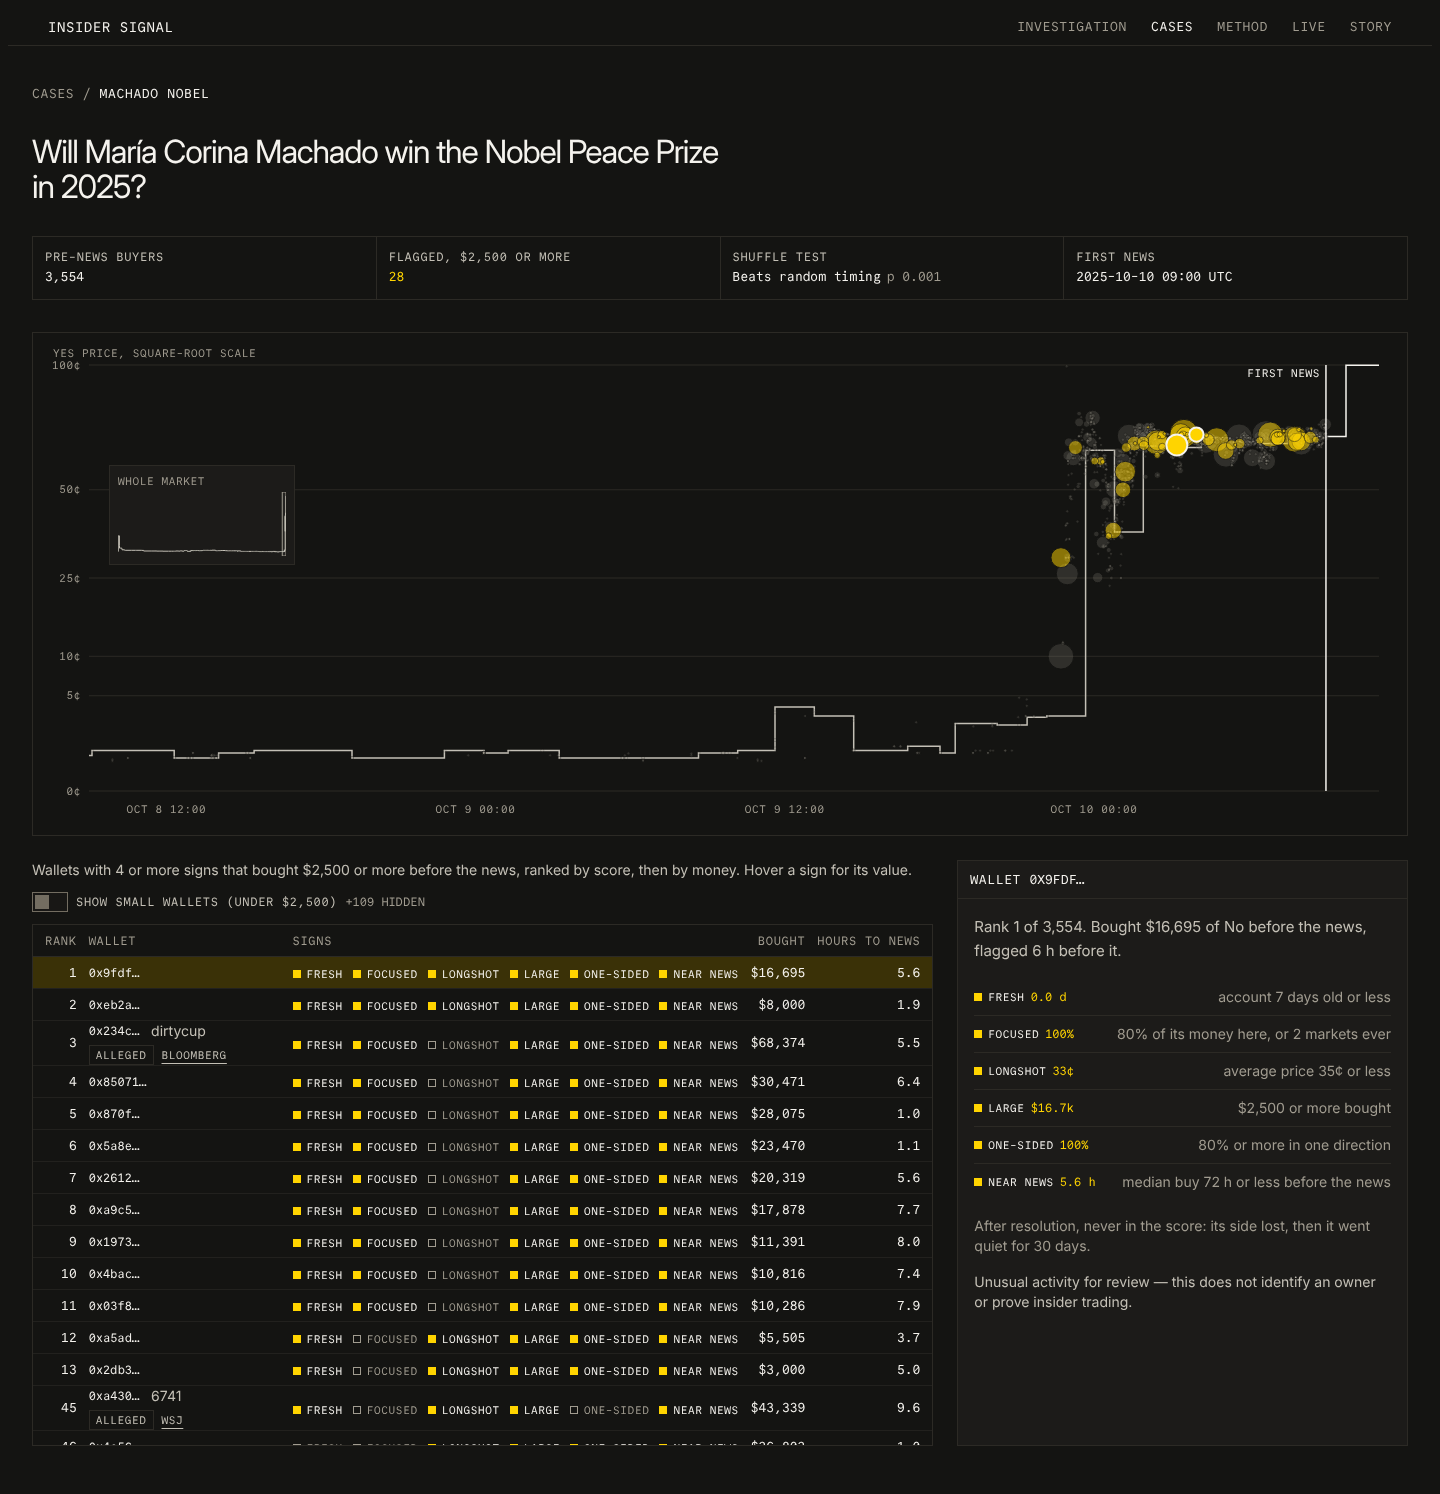 INSIDER SIGNAL
INVESTIGATION CASES METHOD LIVE STORY
CASES / MACHADO NOBEL
Will María Corina Machado win the Nobel Peace Prize
in 2025?
PRE-NEWS BUYERS
3,554
FLAGGED, $2,500 OR MORE
28
SHUFFLE TEST
Beats random timing p 0.001
FIRST NEWS
2025-10-10 09:00 UTC
YES PRICE, SQUARE-ROOT SCALE
100¢
FIRST NEWS
WHOLE MARKET
50¢
25¢
10¢
5¢
0¢
OCT 8 12:00 OCT 9 00:00 OCT 9 12:00 OCT 10 00:00
Wallets with 4 or more signs that bought $2,500 or more before the news, ranked by score, then by money. Hover a sign for its value.
SHOW SMALL WALLETS (UNDER $2,500) +109 HIDDEN
RANK WALLET SIGNS BOUGHT HOURS TO NEWS
1 0x9fdf… FRESH FOCUSED LONGSHOT LARGE ONE-SIDED NEAR NEWS $16,695 5.6
2 0xeb2a… FRESH FOCUSED LONGSHOT LARGE ONE-SIDED NEAR NEWS $8,000 1.9
3 0x234c… dirtycup FRESH FOCUSED LONGSHOT LARGE ONE-SIDED NEAR NEWS $68,374 5.5
ALLEGED BLOOMBERG
4 0x85071… FRESH FOCUSED LONGSHOT LARGE ONE-SIDED NEAR NEWS $30,471 6.4
5 0x870f… FRESH FOCUSED LONGSHOT LARGE ONE-SIDED NEAR NEWS $28,075 1.0
6 0x5a8e… FRESH FOCUSED LONGSHOT LARGE ONE-SIDED NEAR NEWS $23,470 1.1
7 0x2612… FRESH FOCUSED LONGSHOT LARGE ONE-SIDED NEAR NEWS $20,319 5.6
8 0xa9c5… FRESH FOCUSED LONGSHOT LARGE ONE-SIDED NEAR NEWS $17,878 7.7
9 0x1973… FRESH FOCUSED LONGSHOT LARGE ONE-SIDED NEAR NEWS $11,391 8.0
10 0x4bac… FRESH FOCUSED LONGSHOT LARGE ONE-SIDED NEAR NEWS $10,816 7.4
11 0x03f8… FRESH FOCUSED LONGSHOT LARGE ONE-SIDED NEAR NEWS $10,286 7.9
12 0xa5ad… FRESH FOCUSED LONGSHOT LARGE ONE-SIDED NEAR NEWS $5,505 3.7
13 0x2db3… FRESH FOCUSED LONGSHOT LARGE ONE-SIDED NEAR NEWS $3,000 5.0
45 0xa430… 6741 FRESH FOCUSED LONGSHOT LARGE ONE-SIDED NEAR NEWS $43,339 9.6
ALLEGED WSJ
WALLET 0X9FDF…
Rank 1 of 3,554. Bought $16,695 of No before the news,
flagged 6 h before it.
FRESH 0.0 d account 7 days old or less
FOCUSED 100% 80% of its money here, or 2 markets ever
LONGSHOT 33¢ average price 35¢ or less
LARGE $16.7k $2,500 or more bought
ONE-SIDED 100% 80% or more in one direction
NEAR NEWS 5.6 h median buy 72 h or less before the news
After resolution, never in the score: its side lost, then it went
quiet for 30 days.
Unusual activity for review — this does not identify an owner
or prove insider trading.